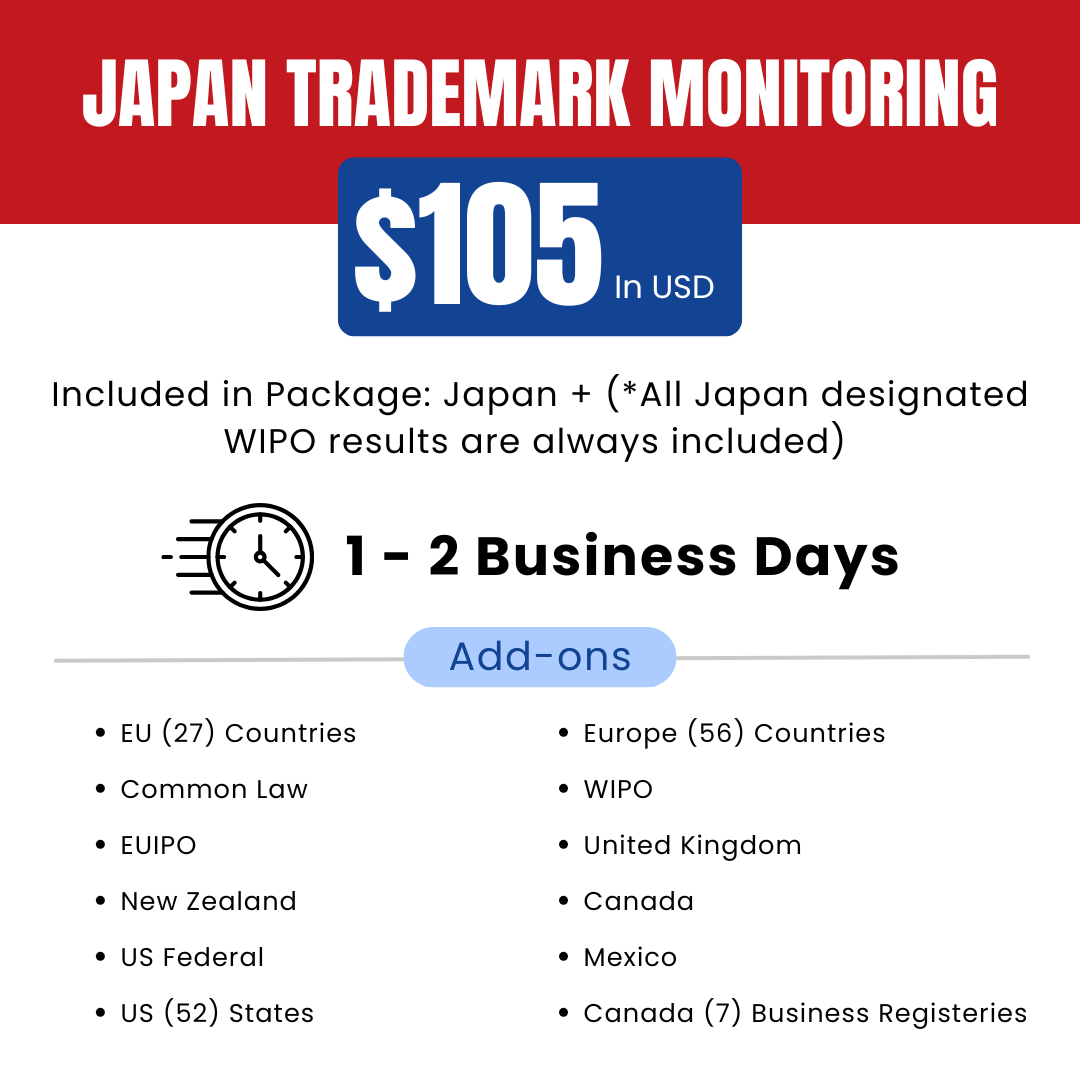 JAPAN TRADEMARK MONITORING
$105 In USD
Included in Package: Japan + (*All Japan designated
WIPO results are always included)
1 - 2 Business Days
Add-ons
EU (27) Countries
Common Law
EUIPO
New Zealand
US Federal
US (52) States
Europe (56) Countries
WIPO
United Kingdom
Canada
Mexico
Canada (7) Business Registeries